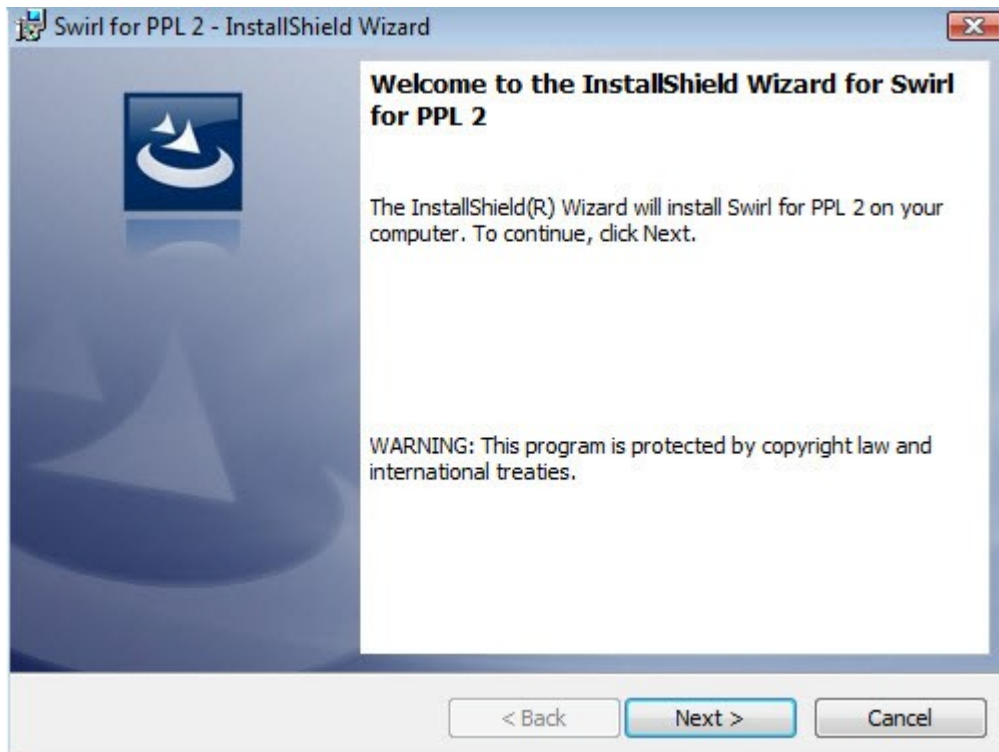 Swirl for PPL 2 - InstallShield Wizard
Welcome to the InstallShield Wizard for Swirl
for PPL 2
The InstallShield(R) Wizard will install Swirl for PPL 2 on your
computer. To continue, click Next.
WARNING: This program is protected by copyright law and
international treaties.
< Back
Next >
Cancel